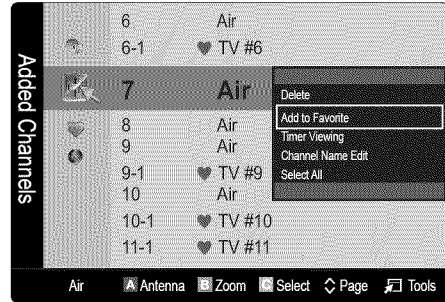 Added Channels
6 Air
6-1 ♥ TV #6
7 Air
8 Air
9 Air
9-1 ♥ TV #9
10 Air
10-1 ♥ TV #10
11-1 ♥ TV #11
Delete
Add to Favorite
Timer Viewing
Channel Name Edit
Select All
Air A Antenna B Zoom C Select Page Tools